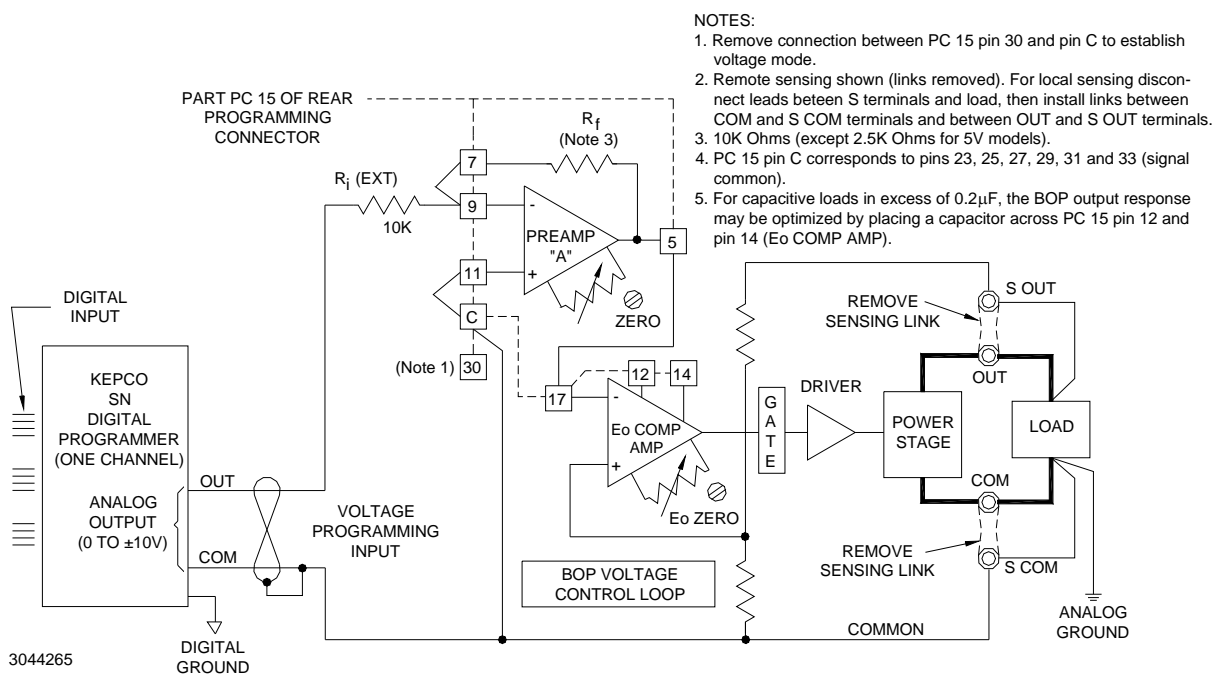 NOTES:
1. Remove connection between PC 15 pin 30 and pin C to establish
voltage mode.
2. Remote sensing shown (links removed). For local sensing discon-
nect leads beteen S terminals and load, then install links between
COM and S COM terminals and between OUT and S OUT terminals.
3. 10K Ohms (except 2.5K Ohms for 5V models).
4. PC 15 pin C corresponds to pins 23, 25, 27, 29, 31 and 33 (signal
common).
5. For capacitive loads in excess of 0.2μF, the BOP output response
may be optimized by placing a capacitor across PC 15 pin 12 and
pin 14 (Eo COMP AMP).
PART PC 15 OF REAR
PROGRAMMING
CONNECTOR
Rf
(Note 3)
7
Ri (EXT)
9
10K
-
PREAMP
"A"
+
5
11
C
ZERO
(Note 1)
30
DIGITAL
INPUT
KEPCO
SN
DIGITAL
PROGRAMMER
(ONE CHANNEL)
ANALOG
OUTPUT
(0 TO ±10V)
OUT
COM
VOLTAGE
PROGRAMMING
INPUT
DIGITAL
GROUND
17
12
14
-
Eo COMP
AMP
+
Eo ZERO
G
A
T
E
DRIVER
POWER
STAGE
REMOVE
SENSING LINK
S OUT
OUT
LOAD
COM
REMOVE
SENSING LINK
S COM
BOP VOLTAGE
CONTROL LOOP
COMMON
ANALOG
GROUND
3044265